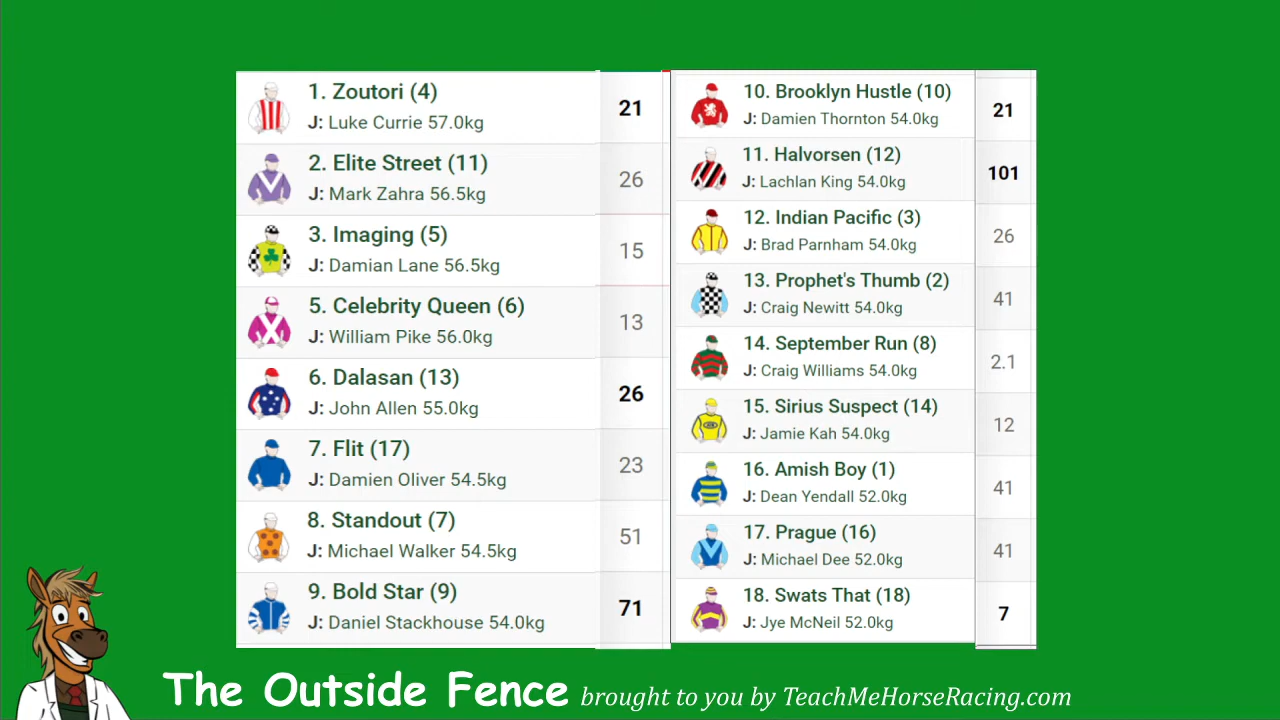 1. Zoutori (4)
J: Luke Currie 57.0kg
21
2. Elite Street (11)
J: Mark Zahra 56.5kg
26
3. Imaging (5)
J: Damian Lane 56.5kg
15
5. Celebrity Queen (6)
J: William Pike 56.0kg
13
6. Dalasan (13)
J: John Allen 55.0kg
26
7. Flit (17)
J: Damien Oliver 54.5kg
23
8. Standout (7)
J: Michael Walker 54.5kg
51
9. Bold Star (9)
J: Daniel Stackhouse 54.0kg
71
10. Brooklyn Hustle (10)
J: Damien Thornton 54.0kg
21
11. Halvorsen (12)
J: Lachlan King 54.0kg
101
12. Indian Pacific (3)
J: Brad Parnham 54.0kg
26
13. Prophet's Thumb (2)
J: Craig Newitt 54.0kg
41
14. September Run (8)
J: Craig Williams 54.0kg
2.1
15. Sirius Suspect (14)
J: Jamie Kah 54.0kg
12
16. Amish Boy (1)
J: Dean Yendall 52.0kg
41
17. Prague (16)
J: Michael Dee 52.0kg
41
18. Swats That (18)
J: Jye McNeil 52.0kg
7
The Outside Fence brought to you by TeachMeHorseRacing.com